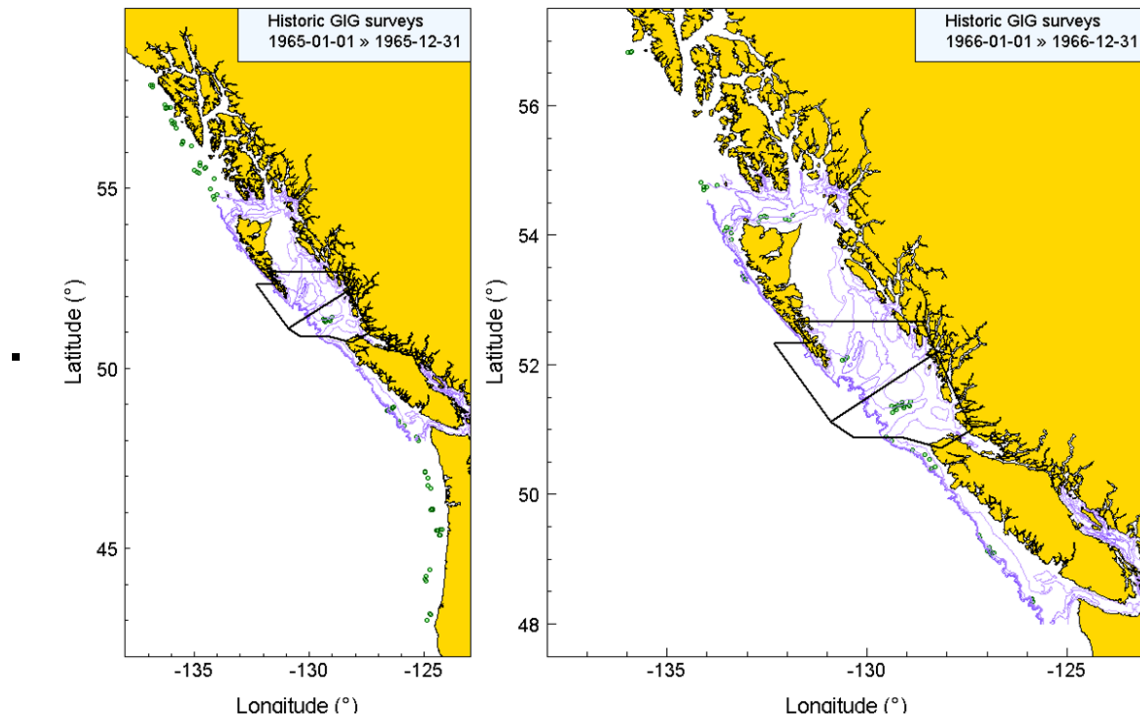 Historic GIG surveys
1965-01-01 » 1965-12-31
55
50
45
Latitude (°)
-135
-130
-125
Longitude (°)
Historic GIG surveys
1966-01-01 » 1966-12-31
56
54
52
50
48
Latitude (°)
-135
-130
-125
Longitude (°)